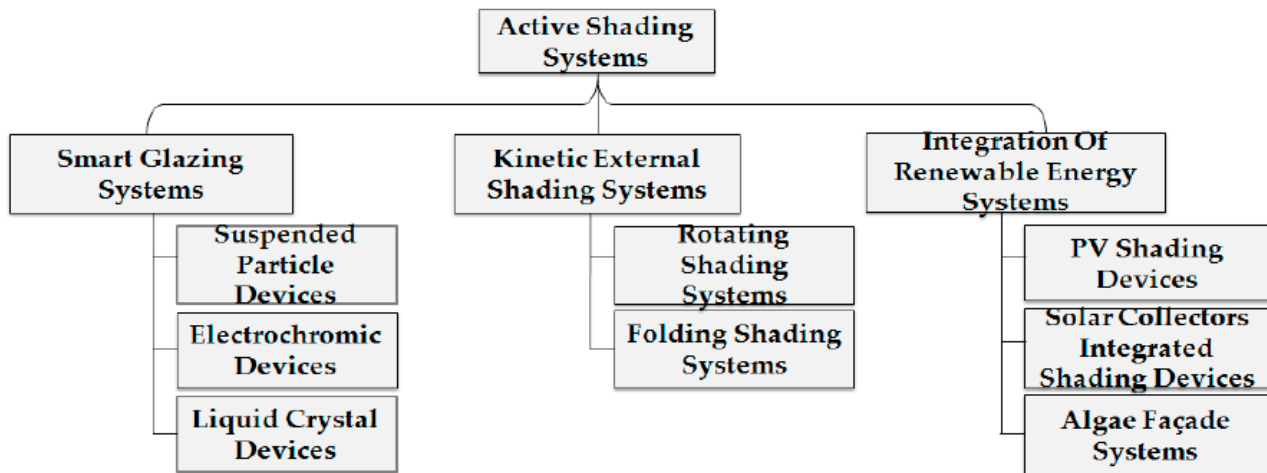 Active Shading
Systems
Smart Glazing
Systems
Suspended
Particle
Devices
Electrochromic
Devices
Liquid Crystal
Devices
Kinetic External
Shading Systems
Rotating
Shading
Systems
Folding Shading
Systems
Integration Of
Renewable Energy
Systems
PV Shading
Devices
Solar Collectors
Integrated
Shading Devices
Algae Façade
Systems